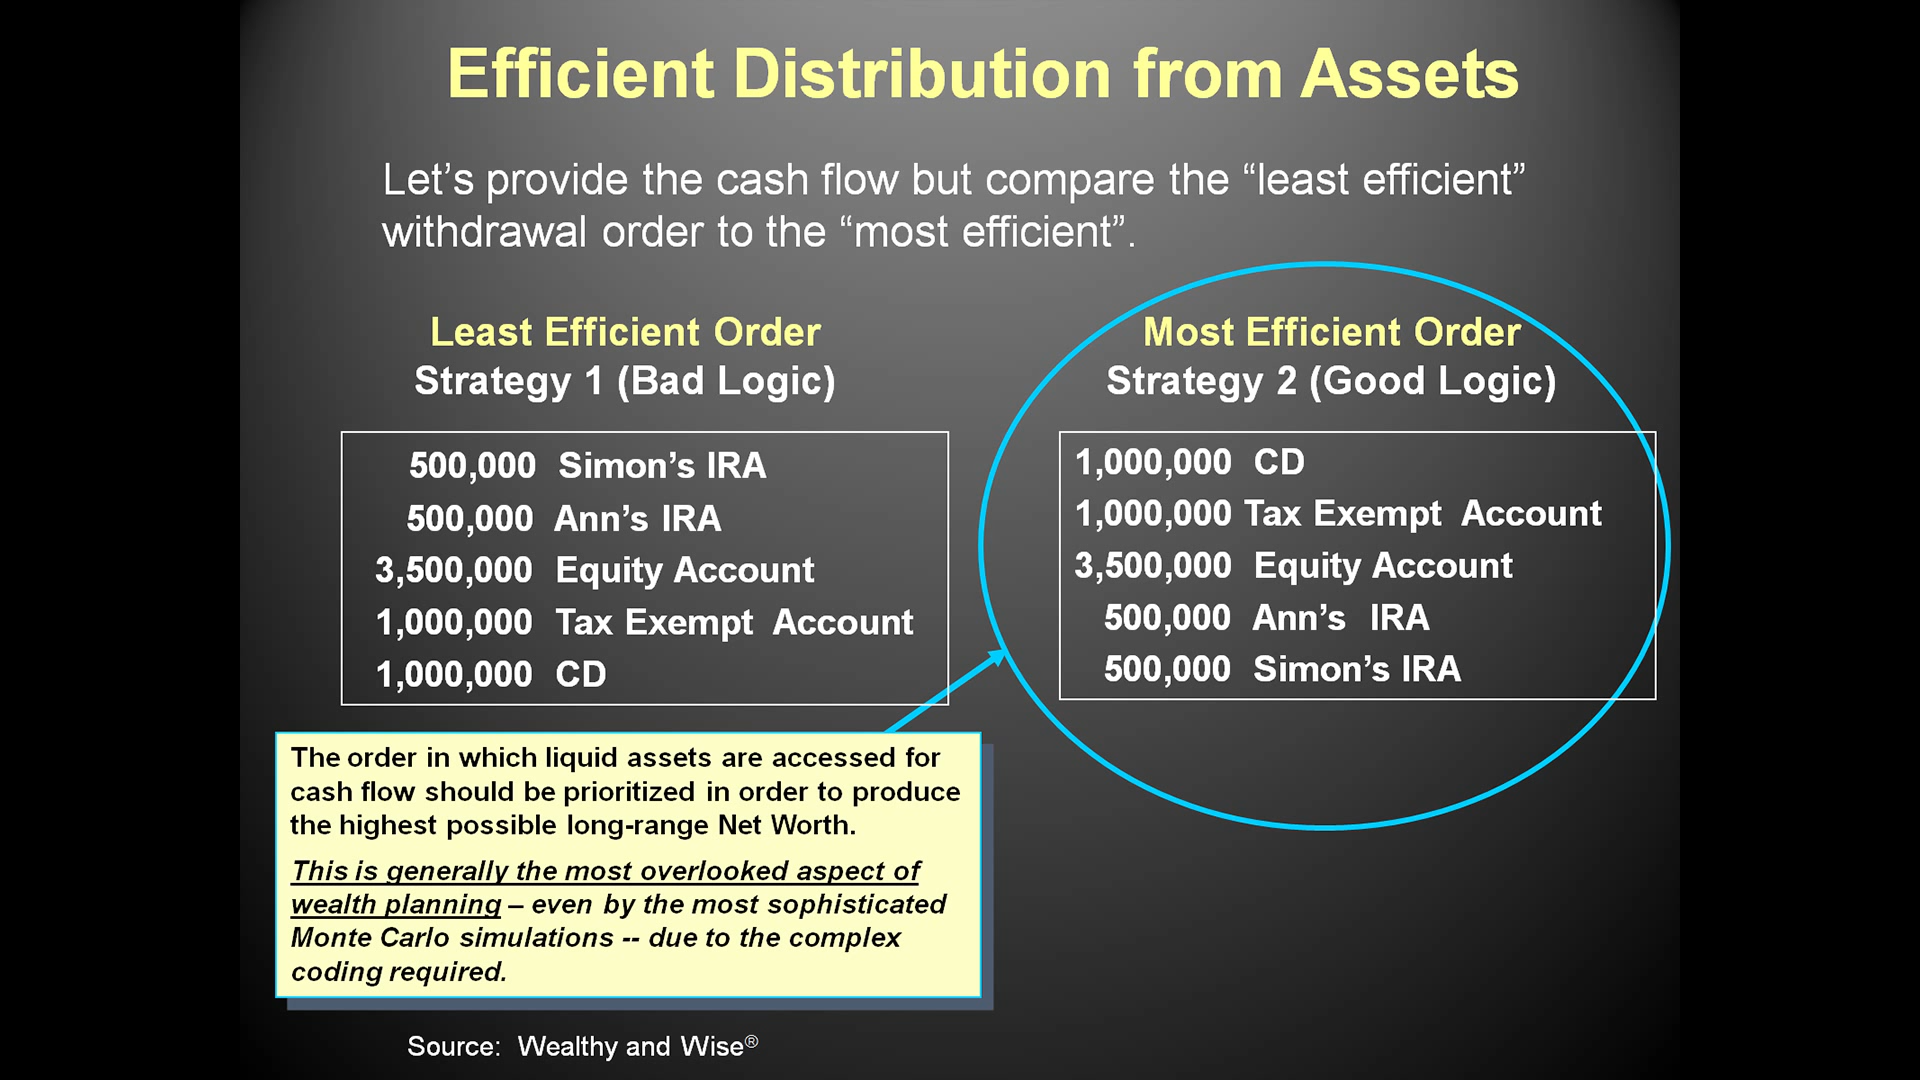 Efficient Distribution from Assets
Let’s provide the cash flow but compare the “least efficient”
withdrawal order to the “most efficient”.
Least Efficient Order
Strategy 1 (Bad Logic)
500,000 Simon’s IRA
500,000 Ann’s IRA
3,500,000 Equity Account
1,000,000 Tax Exempt Account
1,000,000 CD
Most Efficient Order
Strategy 2 (Good Logic)
1,000,000 CD
1,000,000 Tax Exempt Account
3,500,000 Equity Account
500,000 Ann’s IRA
500,000 Simon’s IRA
The order in which liquid assets are accessed for
cash flow should be prioritized in order to produce
the highest possible long-range Net Worth.
This is generally the most overlooked aspect of
wealth planning – even by the most sophisticated
Monte Carlo simulations -- due to the complex
coding required.
Source: Wealthy and Wise®